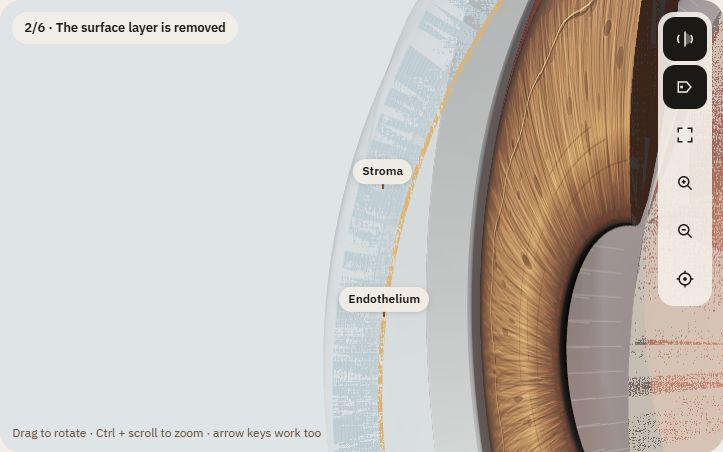 2/6 · The surface layer is removed
Stroma
Endothelium
Drag to rotate · Ctrl + scroll to zoom · arrow keys work too